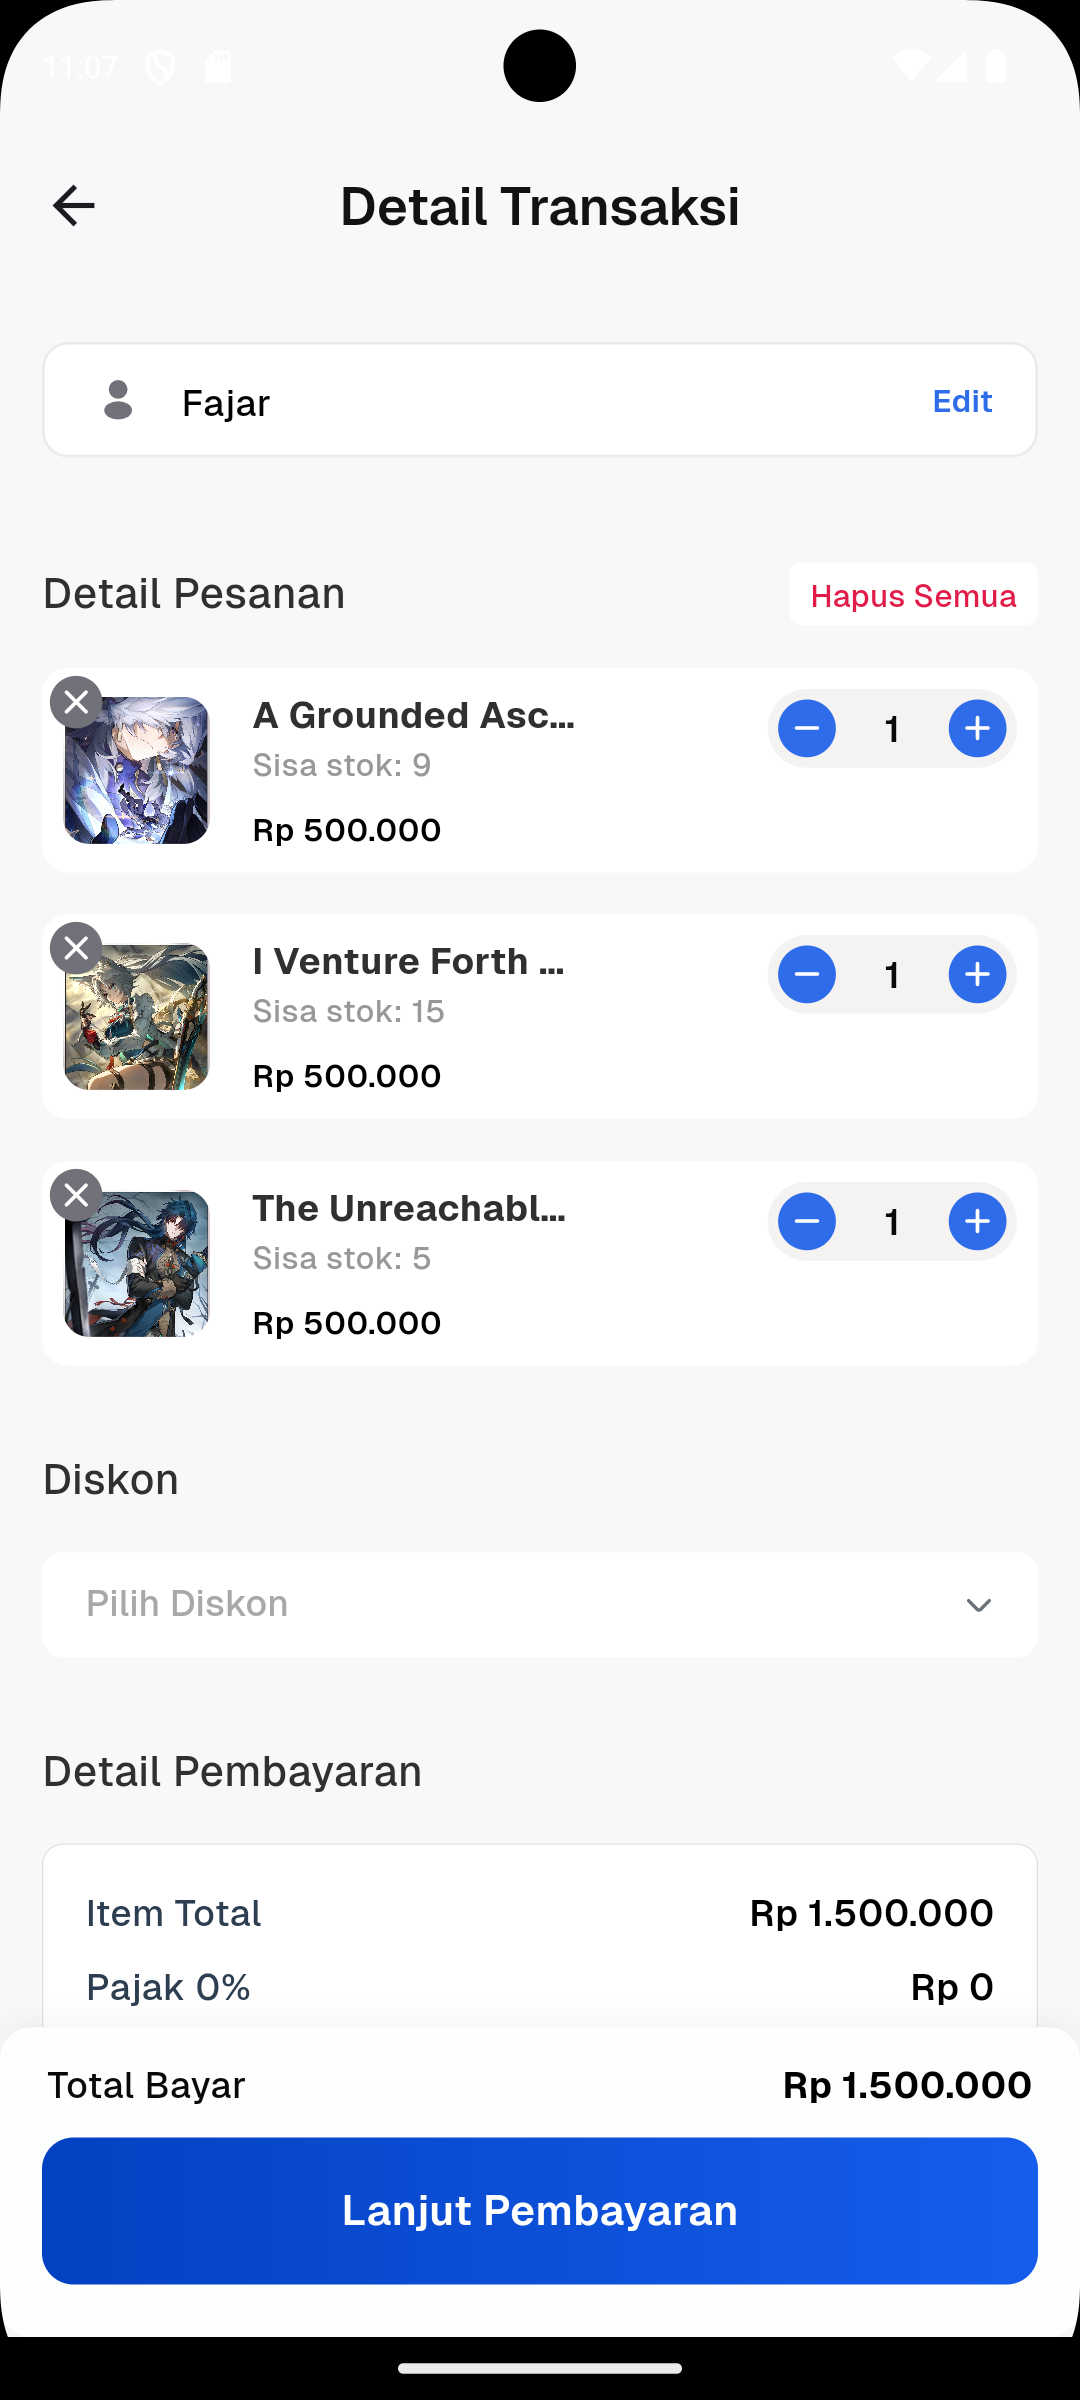 11:07
Detail Transaksi
Fajar
Edit
Detail Pesanan
Hapus Semua
A Grounded Asc...
1
Sisa stok: 9
Rp 500.000
I Venture Forth ...
1
Sisa stok: 15
Rp 500.000
The Unreachabl...
1
Sisa stok: 5
Rp 500.000
Diskon
Pilih Diskon
Detail Pembayaran
Item Total
Rp 1.500.000
Pajak 0%
Rp 0
Total Bayar
Rp 1.500.000
Lanjut Pembayaran